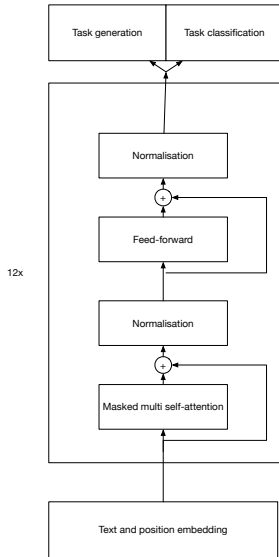 Task generation Task classification
Normalisation
+
Feed-forward
12x
Normalisation
+
Masked multi self-attention
Text and position embedding